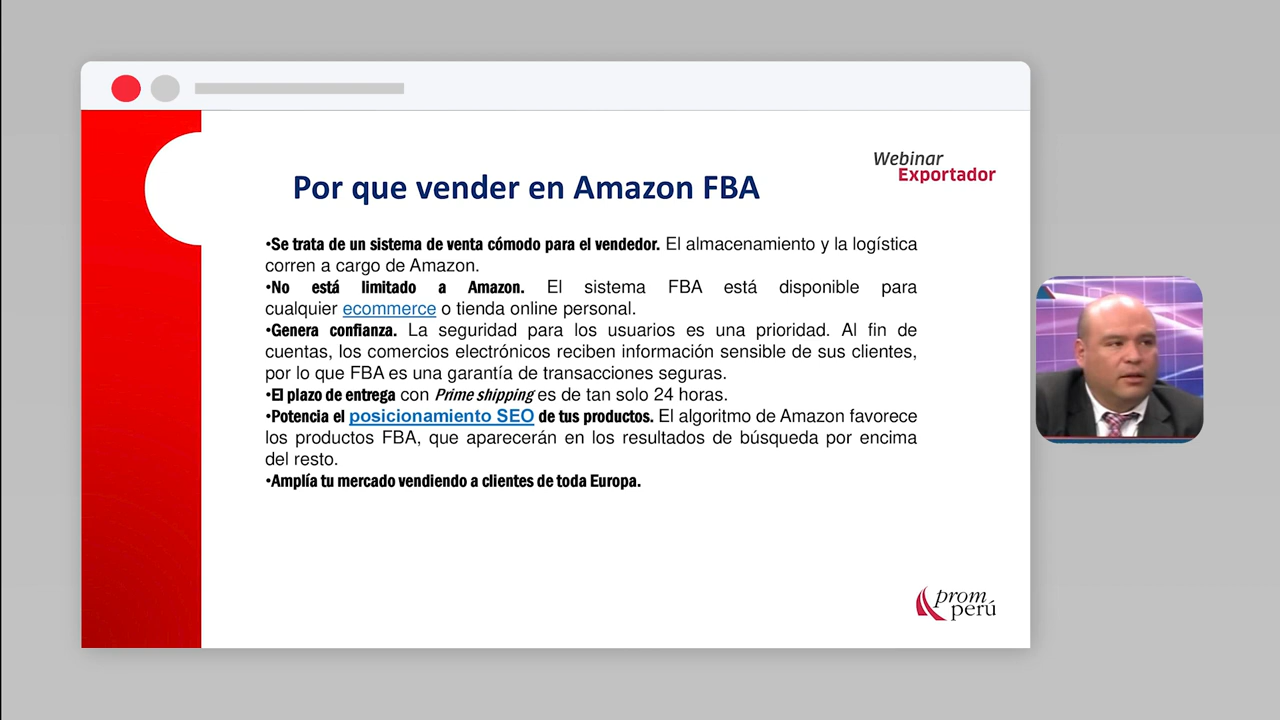 Webinar
Exportador
Por que vender en Amazon FBA
•Se trata de un sistema de venta cómodo para el vendedor. El almacenamiento y la logística
corren a cargo de Amazon.
•No está limitado a Amazon. El sistema FBA está disponible para
cualquier ecommerce o tienda online personal.
•Genera confianza. La seguridad para los usuarios es una prioridad. Al fin de
cuentas, los comercios electrónicos reciben información sensible de sus clientes,
por lo que FBA es una garantía de transacciones seguras.
•El plazo de entrega con Prime shipping es de tan solo 24 horas.
•Potencia el posicionamiento SEO de tus productos. El algoritmo de Amazon favorece
los productos FBA, que aparecerán en los resultados de búsqueda por encima
del resto.
•Amplía tu mercado vendiendo a clientes de toda Europa.
prom
perú